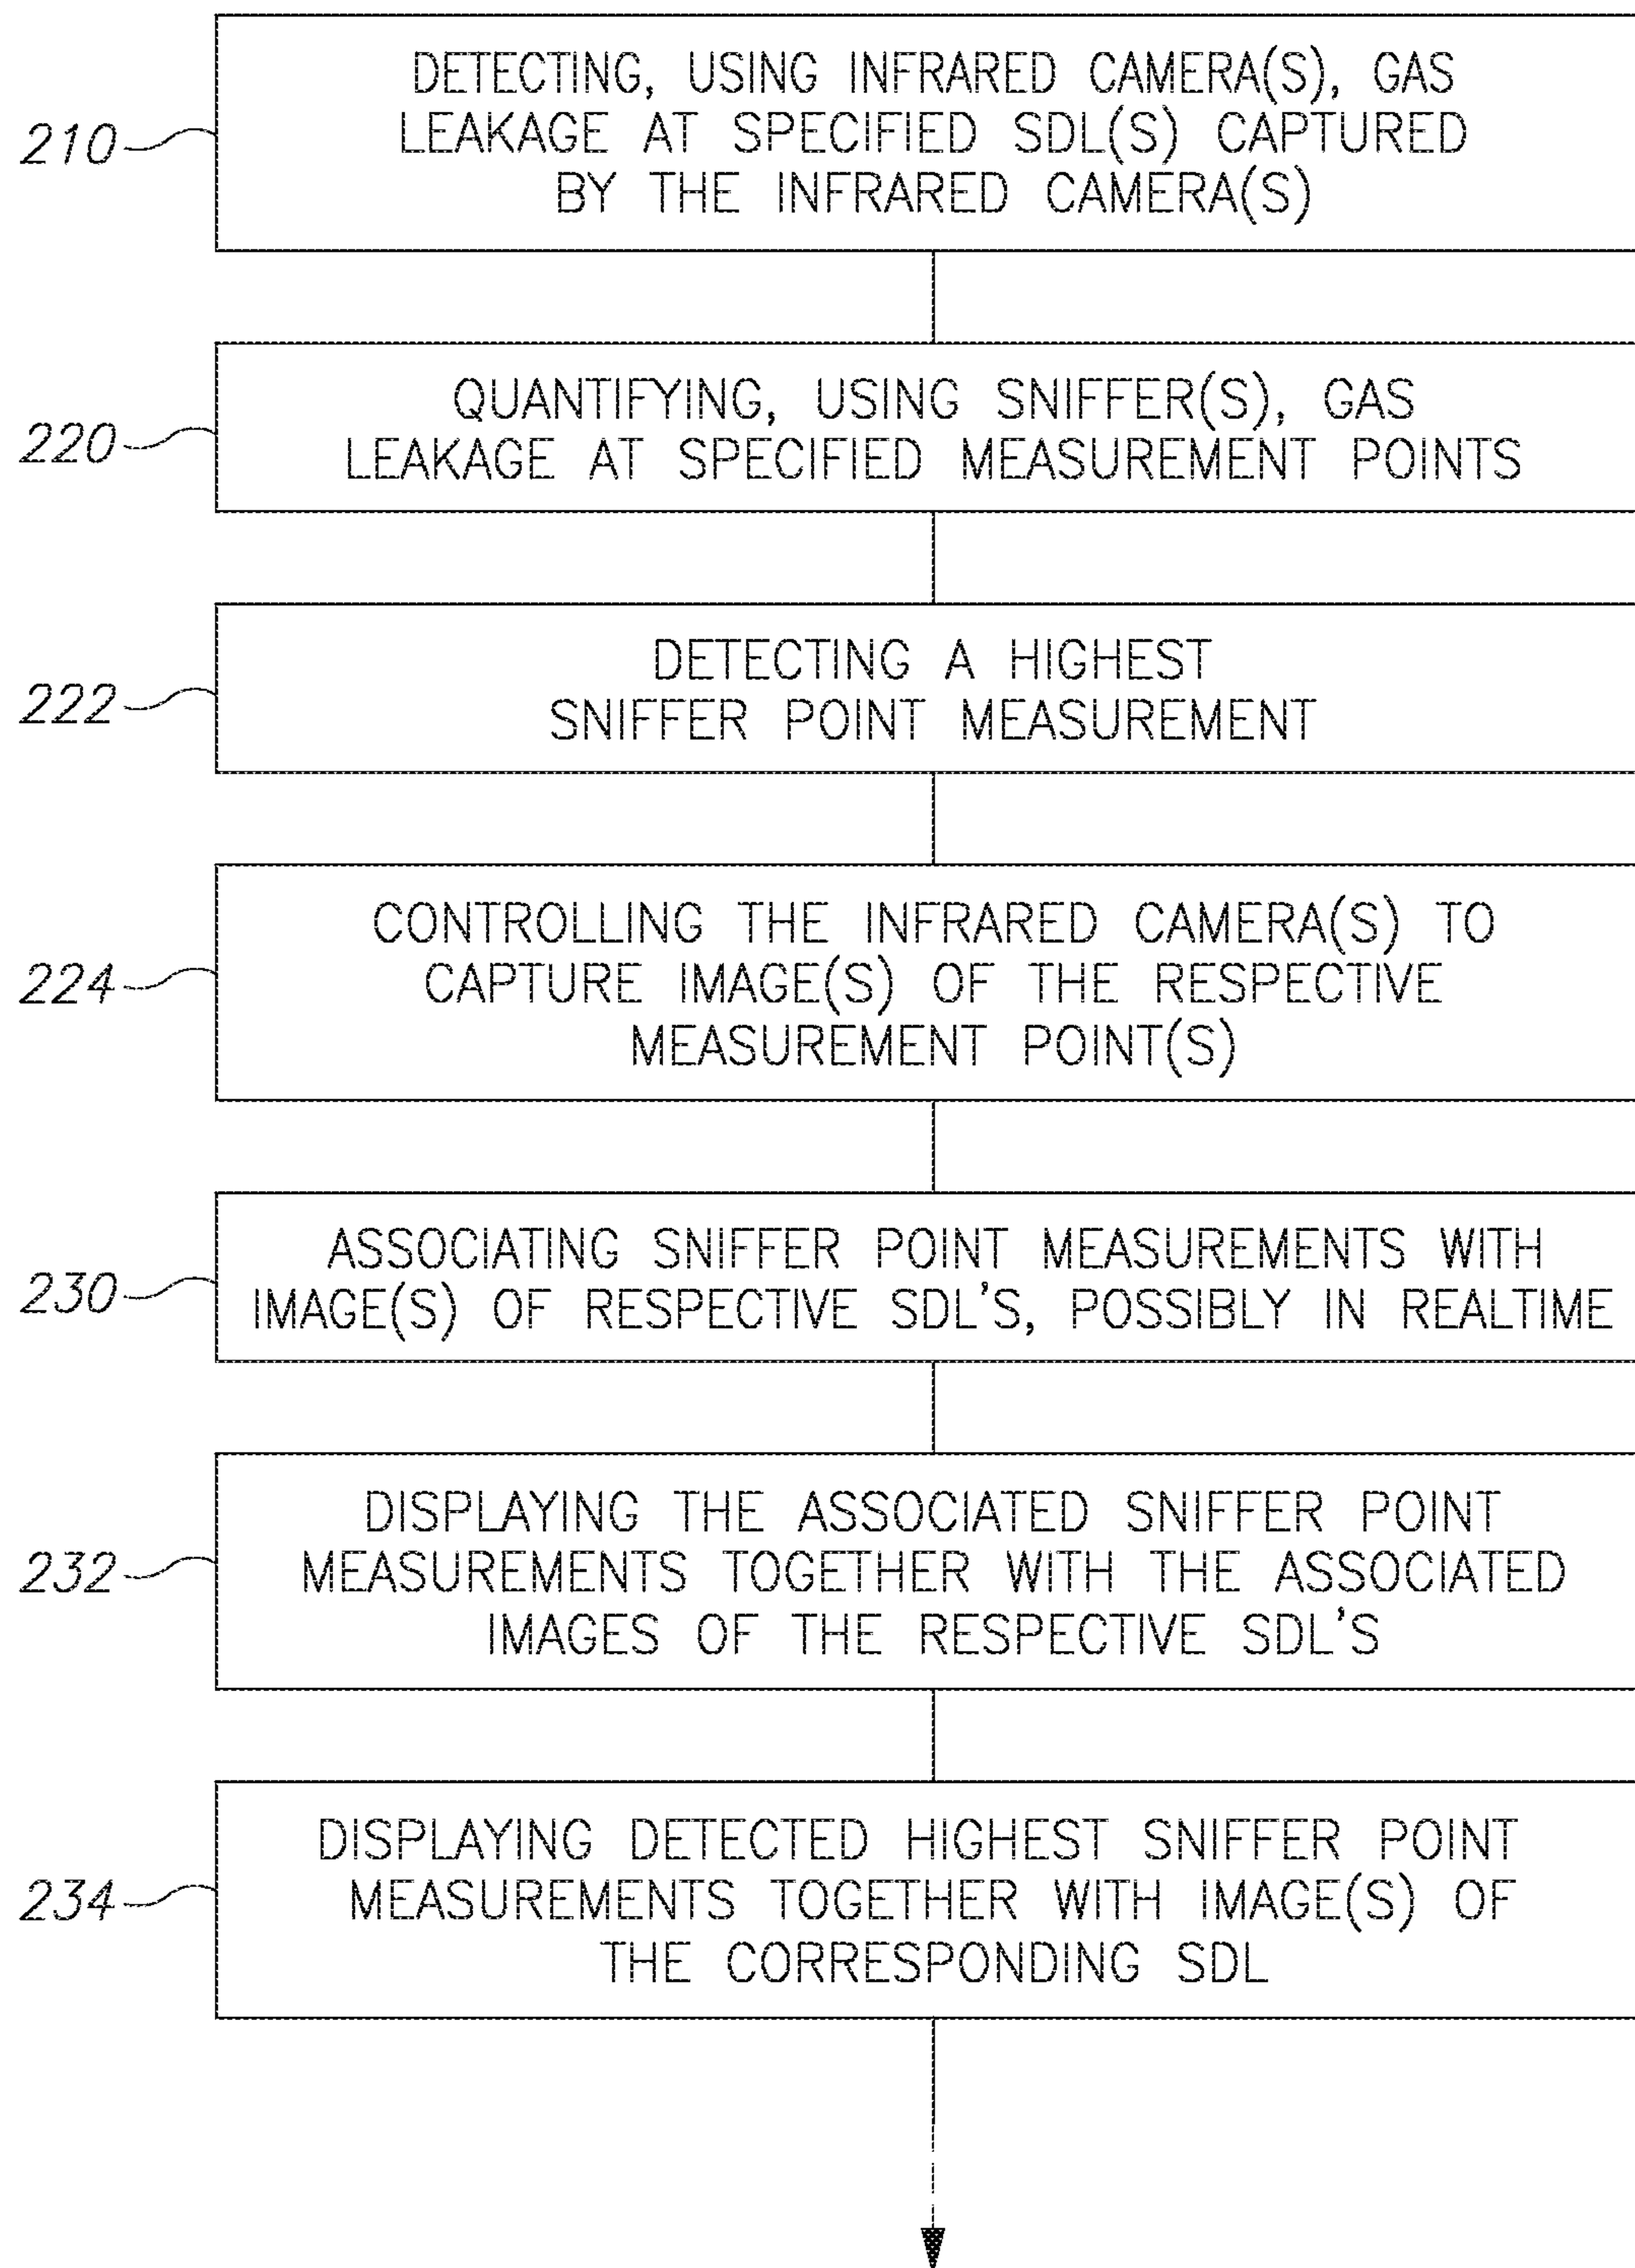 210
DETECTING, USING INFRARED CAMERA(S), GAS
LEAKAGE AT SPECIFIED SDL(S) CAPTURED
BY THE INFRARED CAMERA(S)
220
QUANTIFYING, USING SNIFFER(S), GAS
LEAKAGE AT SPECIFIED MEASUREMENT POINTS
222
DETECTING A HIGHEST
SNIFFER POINT MEASUREMENT
224
CONTROLLING THE INFRARED CAMERA(S) TO
CAPTURE IMAGE(S) OF THE RESPECTIVE
MEASUREMENT POINT(S)
230
ASSOCIATING SNIFFER POINT MEASUREMENTS WITH
IMAGE(S) OF RESPECTIVE SDL'S, POSSIBLY IN REALTIME
232
DISPLAYING THE ASSOCIATED SNIFFER POINT
MEASUREMENTS TOGETHER WITH THE ASSOCIATED
IMAGES OF THE RESPECTIVE SDL'S
234
DISPLAYING DETECTED HIGHEST SNIFFER POINT
MEASUREMENTS TOGETHER WITH IMAGE(S) OF
THE CORRESPONDING SDL